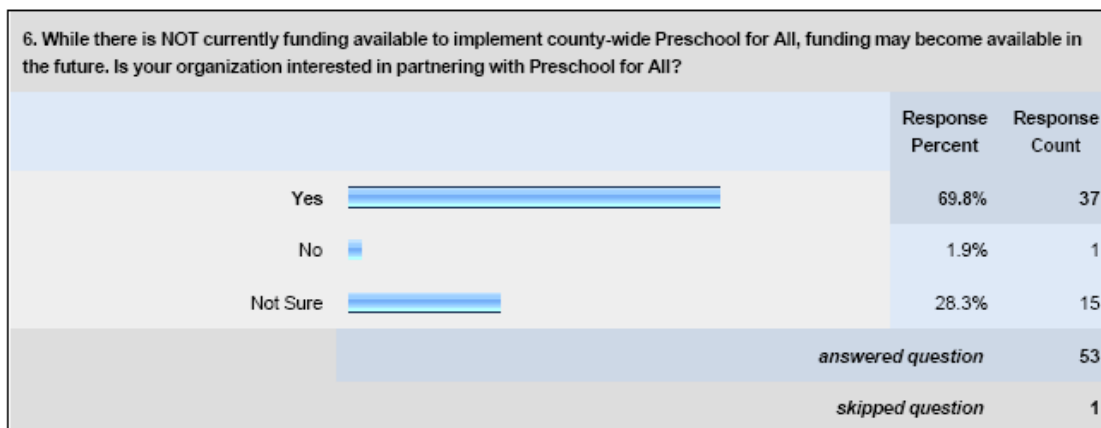 6. While there is NOT currently funding available to implement county-wide Preschool for All, funding may become available in
the future. Is your organization interested in partnering with Preschool for All?
Response Percent Response Count
Yes 69.8% 37
No 1.9% 1
Not Sure 28.3% 15
answered question 53
skipped question 1